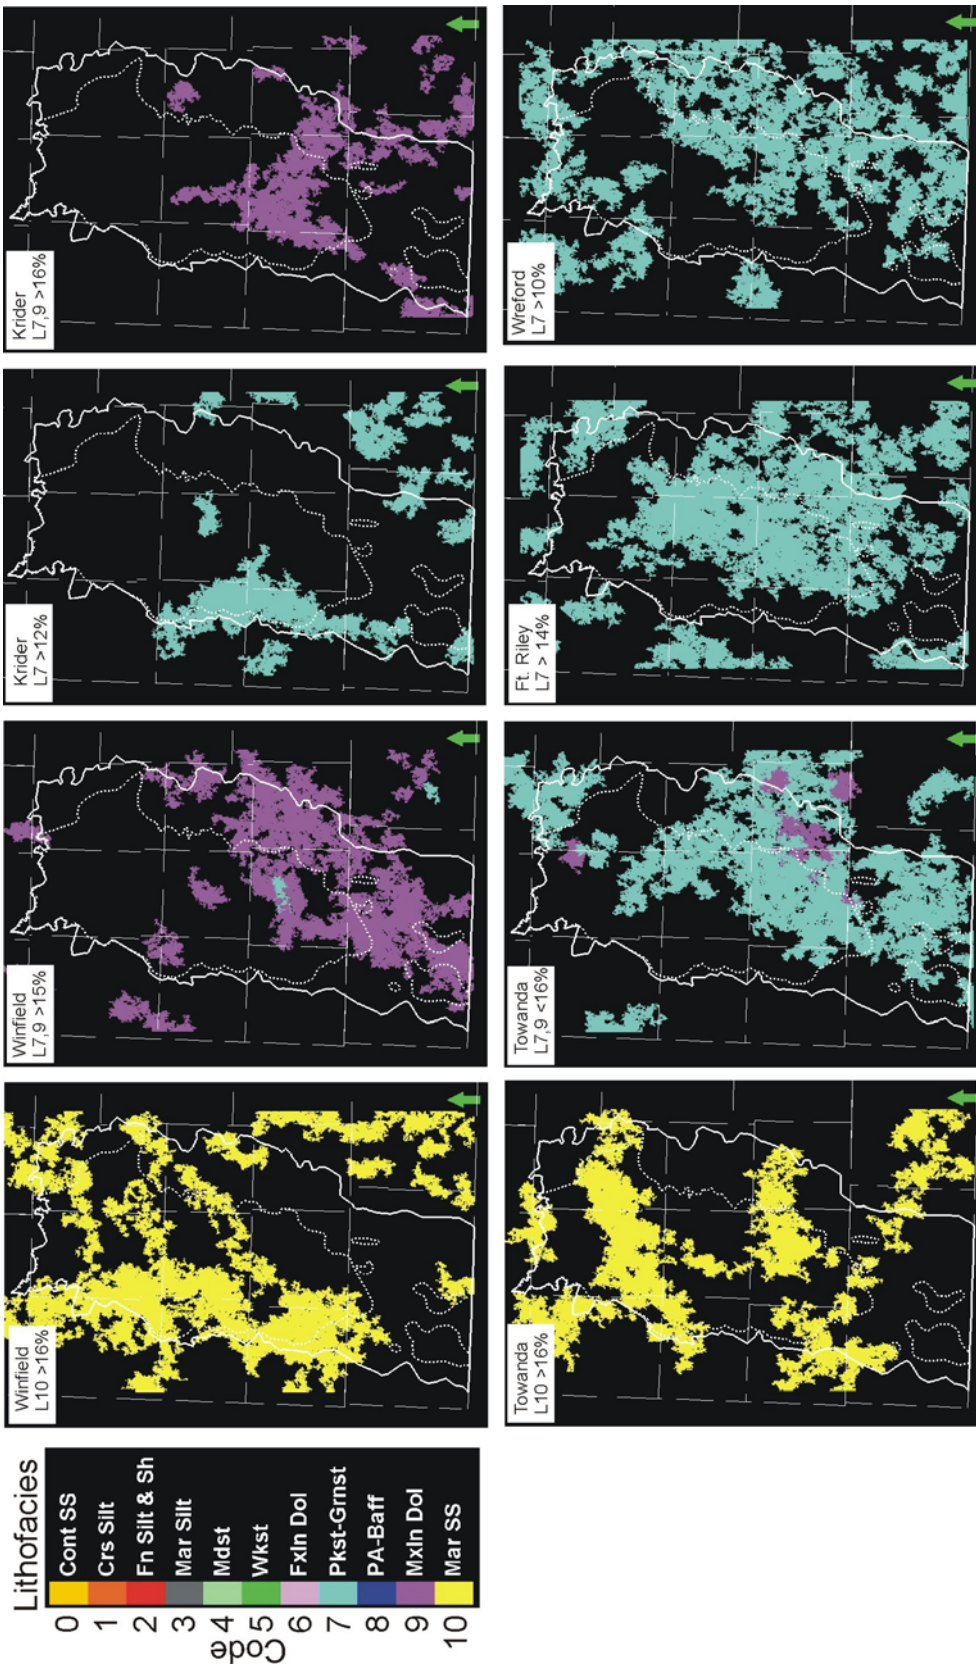 Krider
L7,9 >16%
Wreford
L7 >10%
Krider
L7 >12%
Ft. Riley
L7 > 14%
Winfield
L7,9 >15%
Towanda
L7,9 <16%
Winfield
L10 >16%
Towanda
L10 >16%
Lithofacies
Code
0 Cont SS
1 Crs Silt
2 Fn Silt & Sh
3 Mar Silt
4 Mdst
5 Wkst
6 Fxln Dol
7 Pkst-Grnst
8 PA-Baff
9 Mxln Dol
10 Mar SS